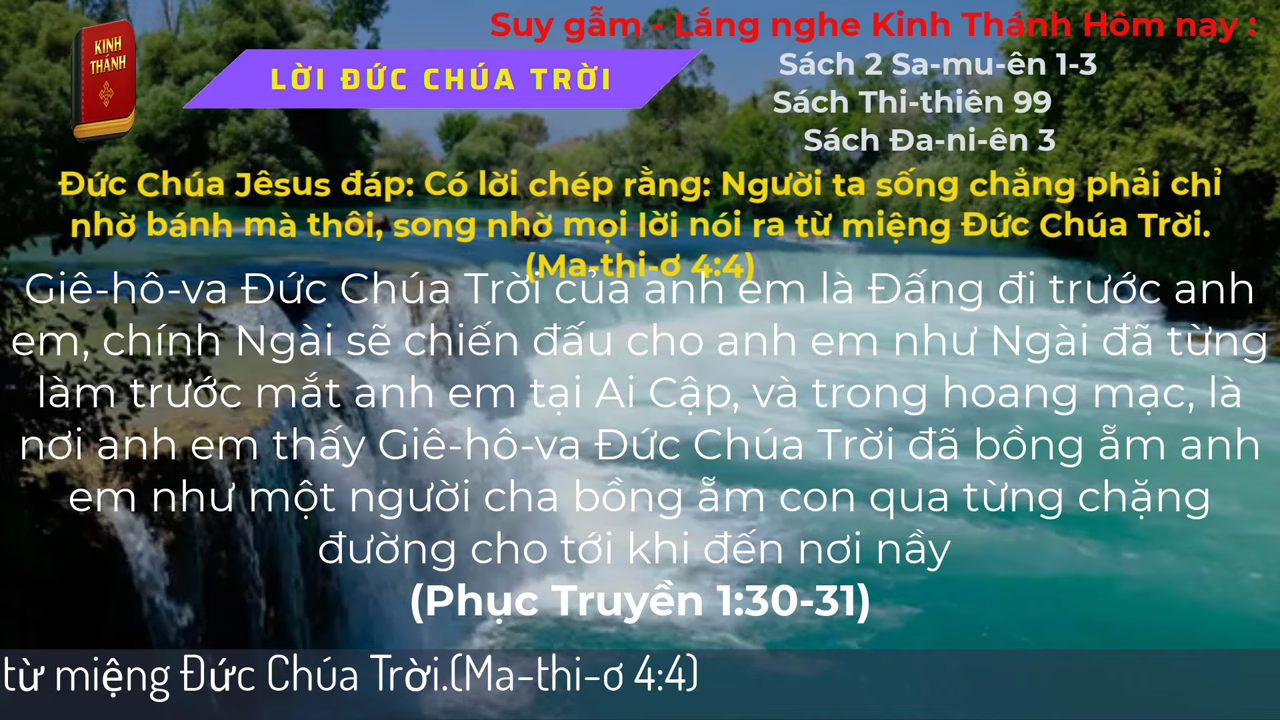 Suy gẫm - Lắng nghe Kinh Thánh Hôm nay :
KINH
THÁNH
LỜI ĐỨC CHÚA TRỜI
Sách 2 Sa-mu-ên 1-3
Sách Thi-thiên 99
Sách Đa-ni-ên 3
Đức Chúa Jêsus đáp: Có lời chép rằng: Người ta sống chẳng phải chỉ
nhờ bánh mà thôi, song nhờ mọi lời nói ra từ miệng Đức Chúa Trời.
(Ma-thi-ơ 4:4)
Giê-hô-va Đức Chúa Trời của anh em là Đấng đi trước anh
em, chính Ngài sẽ chiến đấu cho anh em như Ngài đã từng
làm trước mắt anh em tại Ai Cập, và trong hoang mạc, là
nơi anh em thấy Giê-hô-va Đức Chúa Trời đã bồng ẵm anh
em như một người cha bồng ẵm con qua từng chặng
đường cho tới khi đến nơi nầy
(Phục Truyền 1:30-31)
từ miệng Đức Chúa Trời.(Ma-thi-ơ 4:4)